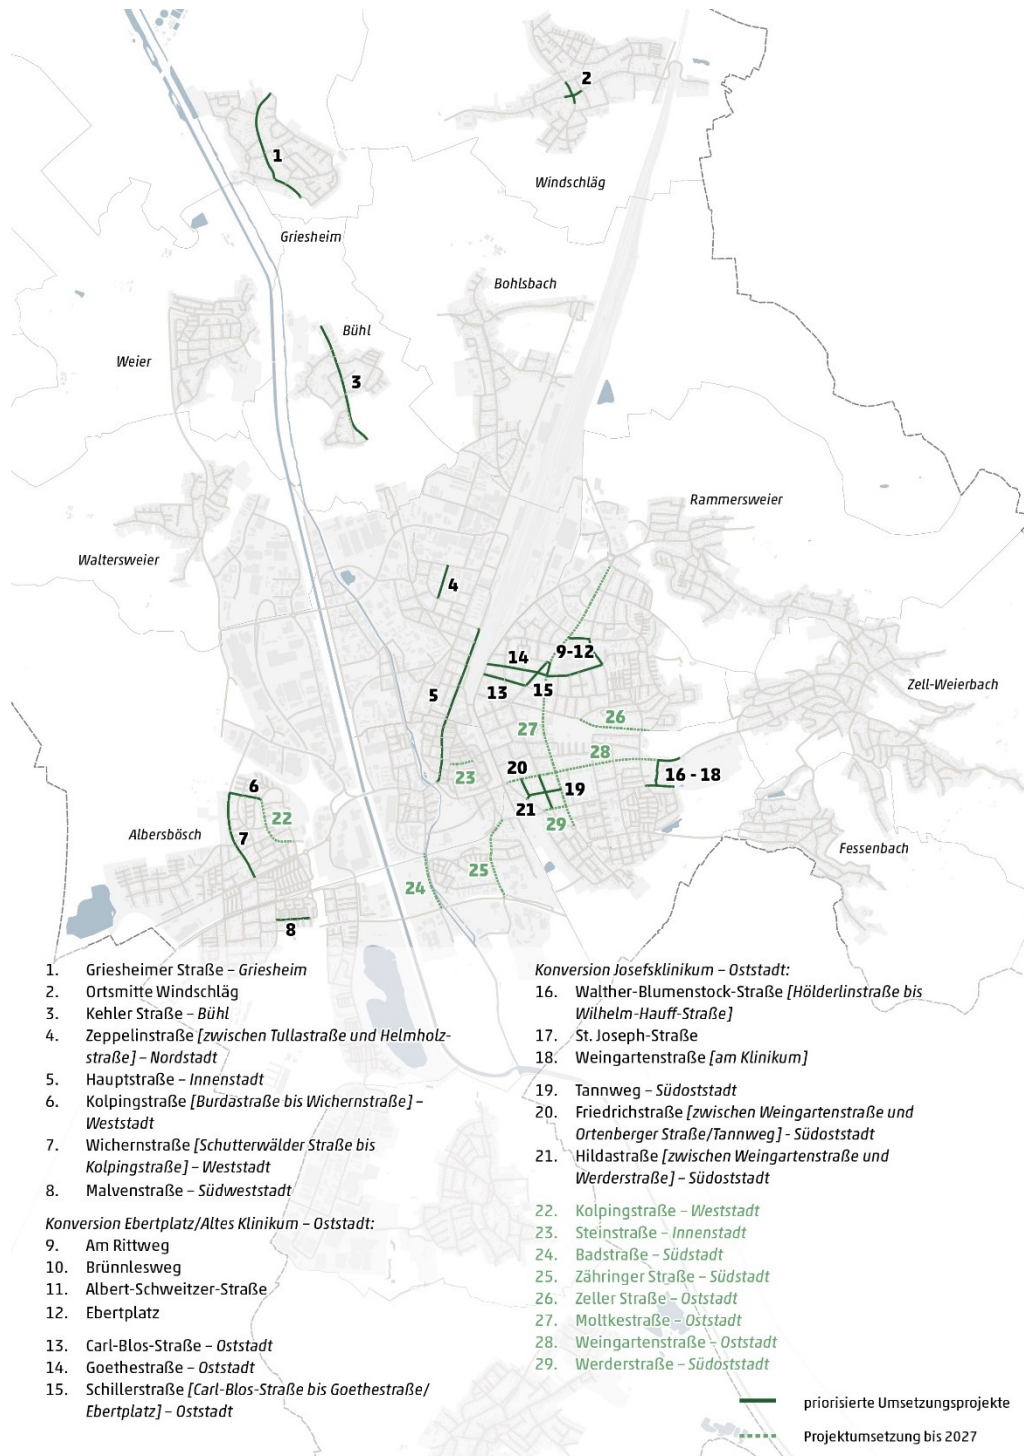 2
1
Windschläg
Griesheim
Bohlsbach
Bühl
Weier
3
Rammersweier
Waltersweier
4
9-12
14
13
15
5
Zell-Weierbach
26
27
28
20
23
16 - 18
6
19
21
22
29
Albersbösch
7
Fessenbach
25
24
8
1. Griesheimer Straße – Griesheim
2. Ortsmitte Windschläg
3. Kehler Straße – Bühl
4. Zeppelinstraße [zwischen Tullastraße und Helmholz-
straße] – Nordstadt
5. Hauptstraße – Innenstadt
6. Kolpingstraße [Burdastraße bis Wichernstraße] –
Weststadt
7. Wichernstraße [Schutterwälder Straße bis
Kolpingstraße] – Weststadt
8. Malvenstraße – Südweststadt
Konversion Ebertplatz/Altes Klinikum – Oststadt:
9. Am Rittweg
10. Brünnlesweg
11. Albert-Schweitzer-Straße
12. Ebertplatz
13. Carl-Blos-Straße – Oststadt
14. Goethestraße – Oststadt
15. Schillerstraße [Carl-Blos-Straße bis Goethestraße/
Ebertplatz] – Oststadt
Konversion Josefsklinikum – Oststadt:
16. Walther-Blumenstock-Straße [Hölderlinstraße bis
Wilhelm-Hauff-Straße]
17. St. Joseph-Straße
18. Weingartenstraße [am Klinikum]
19. Tannweg – Südoststadt
20. Friedrichstraße [zwischen Weingartenstraße und
Ortenberger Straße/Tannweg] - Südoststadt
21. Hildastraße [zwischen Weingartenstraße und
Werderstraße] – Südoststadt
22. Kolpingstraße – Weststadt
23. Steinstraße – Innenstadt
24. Badstraße – Südstadt
25. Zähringer Straße – Südstadt
26. Zeller Straße – Oststadt
27. Moltkestraße – Oststadt
28. Weingartenstraße – Oststadt
29. Werderstraße – Südoststadt
priorisierte Umsetzungsprojekte
Projektumsetzung bis 2027